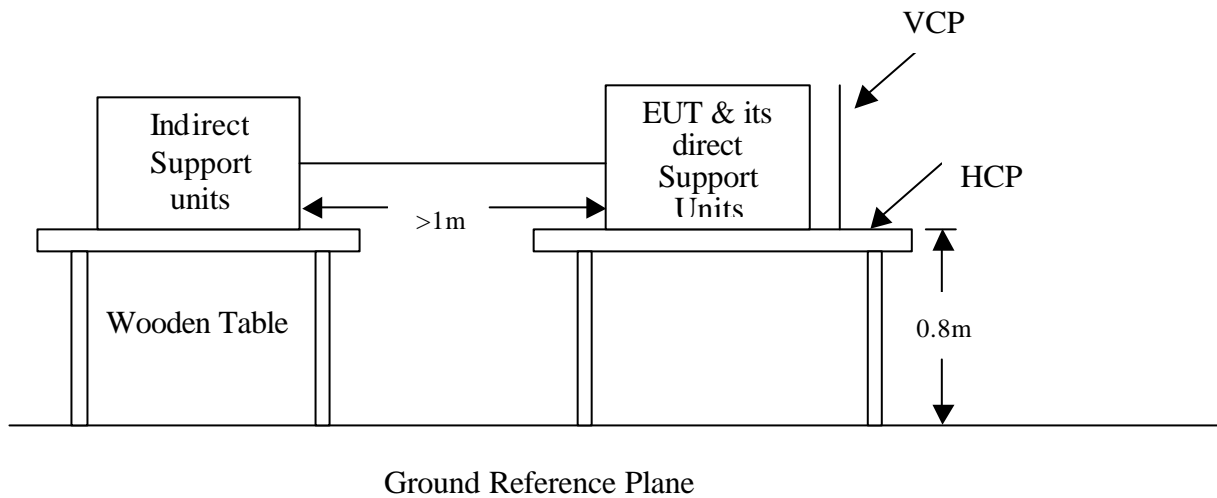 VCP
Indirect
Support
units
EUT & its
direct
Support
Units
HCP
>1m
Wooden Table
0.8m
Ground Reference Plane